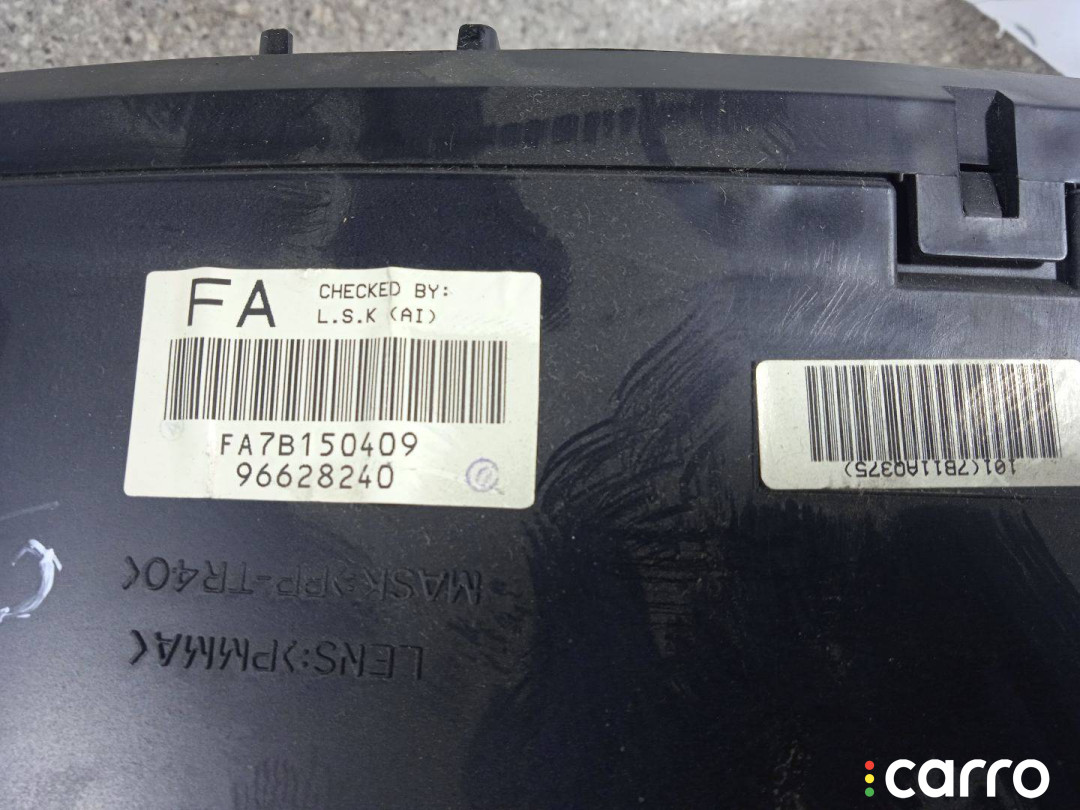 FA
CHECKED BY:
L.S.K (AI)
FA7B150409
96628240
101(7B11AQ375)
MASK:>PP-TR40<
LENS:>PMMA<
carro